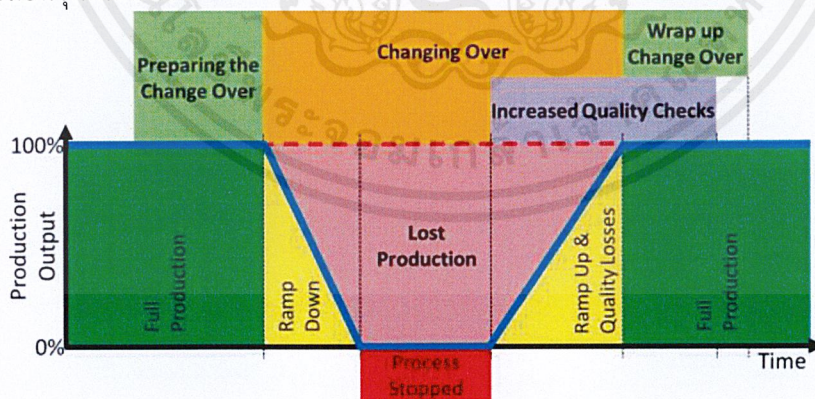 Preparing the
Change Over
Changing Over
Wrap up
Change Over
Increased Quality Checks
100%
Production
Output
0%
Full
Production
Ramp
Down
Lost
Production
Ramp Up &
Quality Losses
Full
Production
Time
Process
Stopped